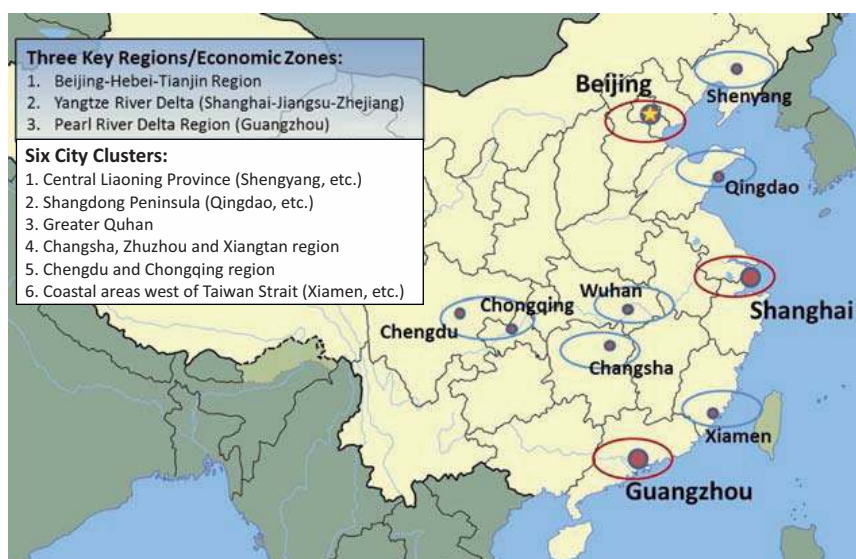 Three Key Regions/Economic Zones:
1. Beijing-Hebei-Tianjin Region
2. Yangtze River Delta (Shanghai-Jiangsu-Zhejiang)
3. Pearl River Delta Region (Guangzhou)
Six City Clusters:
1. Central Liaoning Province (Shengyang, etc.)
2. Shangdong Peninsula (Qingdao, etc.)
3. Greater Quhan
4. Changsha, Zhuzhou and Xiangtan region
5. Chengdu and Chongqing region
6. Coastal areas west of Taiwan Strait (Xiamen, etc.)
Beijing
Shenyang
Qingdao
Shanghai
Wuhan
Chongqing
Chengdu
Changsha
Xiamen
Guangzhou